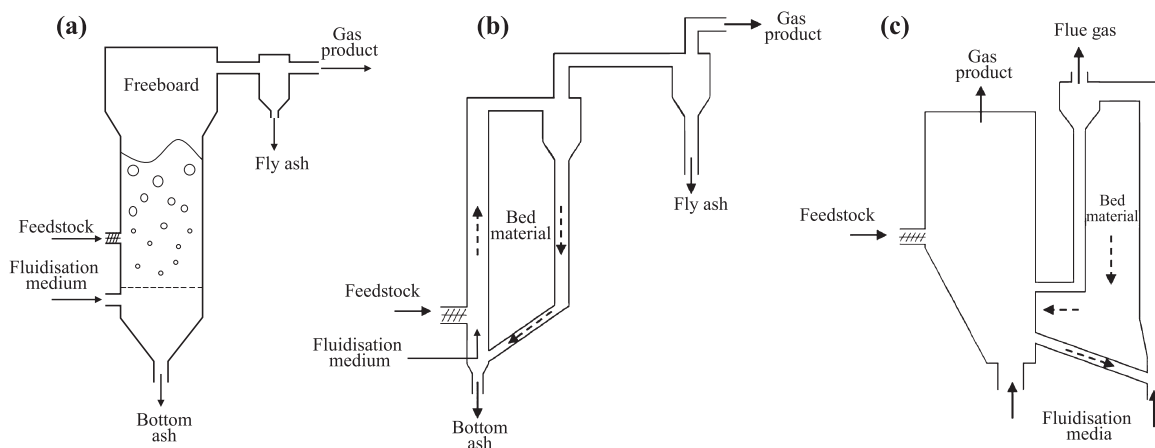 (a)
Gas
product
Freeboard
Fly ash
Feedstock
Fluidisation
medium
Bottom
ash
(b)
Gas
product
Bed
material
Fly ash
Feedstock
Fluidisation
medium
Bottom
ash
(c)
Flue gas
Gas
product
Bed
material
Feedstock
Fluidisation
media